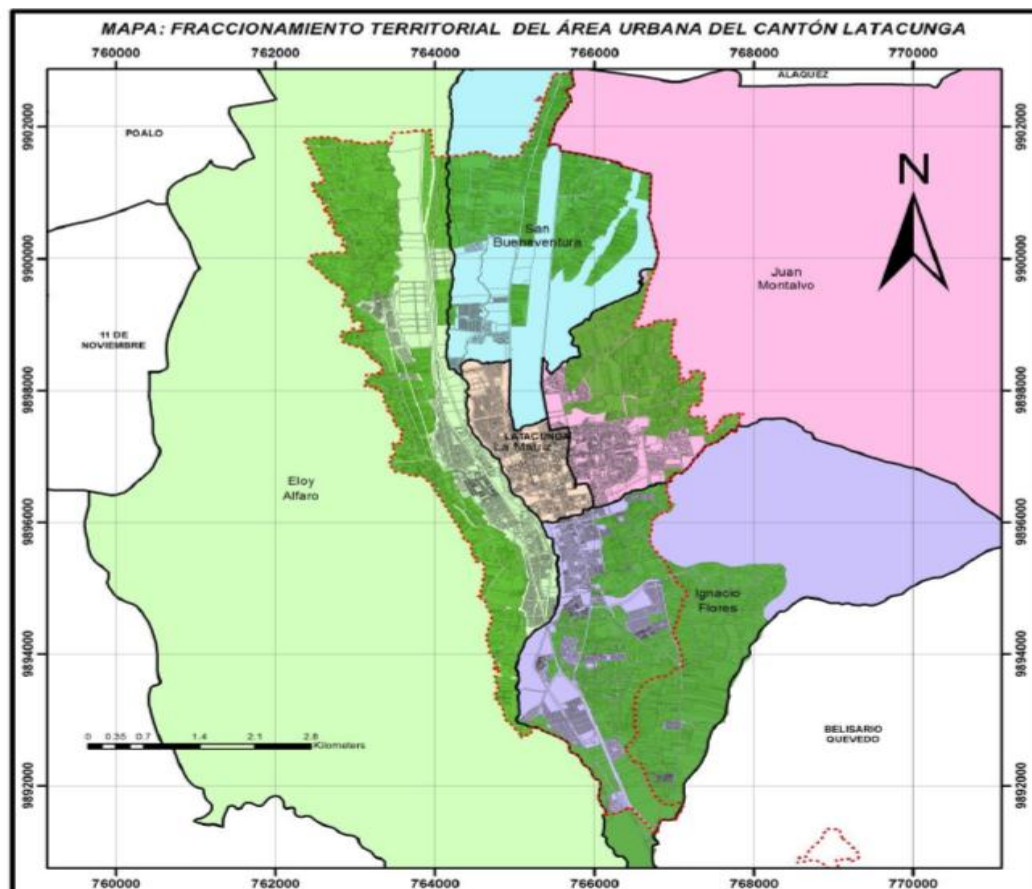 MAPA: FRACCIONAMIENTO TERRITORIAL DEL ÁREA URBANA DEL CANTÓN LATACUNGA
760000 762000 764000 766000 768000 770000
ALAQUEZ
9902000 9902000
POALO
N
San
Buenaventura
9900000 9900000
Juan
Montalvo
11 DE
NOVIEMBRE
9898000 9898000
LATACUNGA
La Matriz
Eloy
Alfaro
9896000 9896000
Ignacio
Flores
9894000 9894000
BELISARIO
QUEVEDO
0 0.35 0.7 1.4 2.1 2.8
Kilometers
9892000 9892000
760000 762000 764000 766000 768000 770000